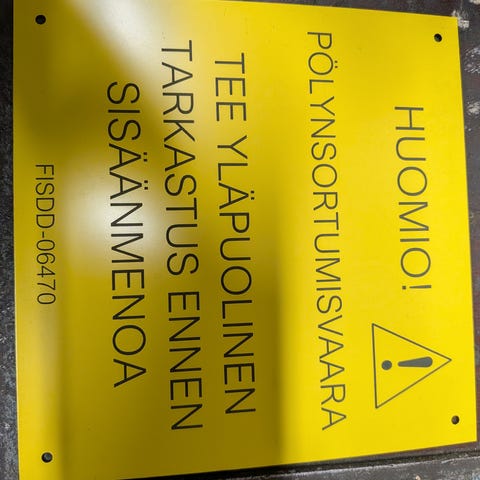 HUOMIO!
PÖLYNSORTUMISVAARA
TEE YLÄPUOLINEN
TARKASTUS ENNEN
SISÄÄNMENOA
FISDD-06470